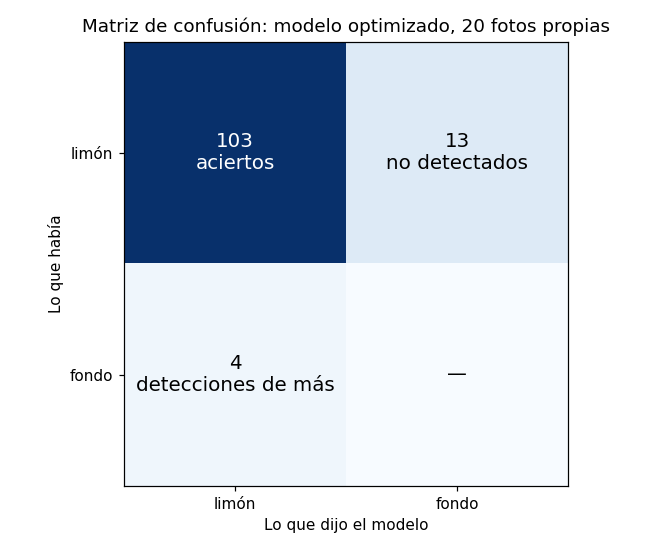 Matriz de confusión: modelo optimizado, 20 fotos propias
Lo que había
limón
103
aciertos
13
no detectados
fondo
4
detecciones de más
—
limón
fondo
Lo que dijo el modelo